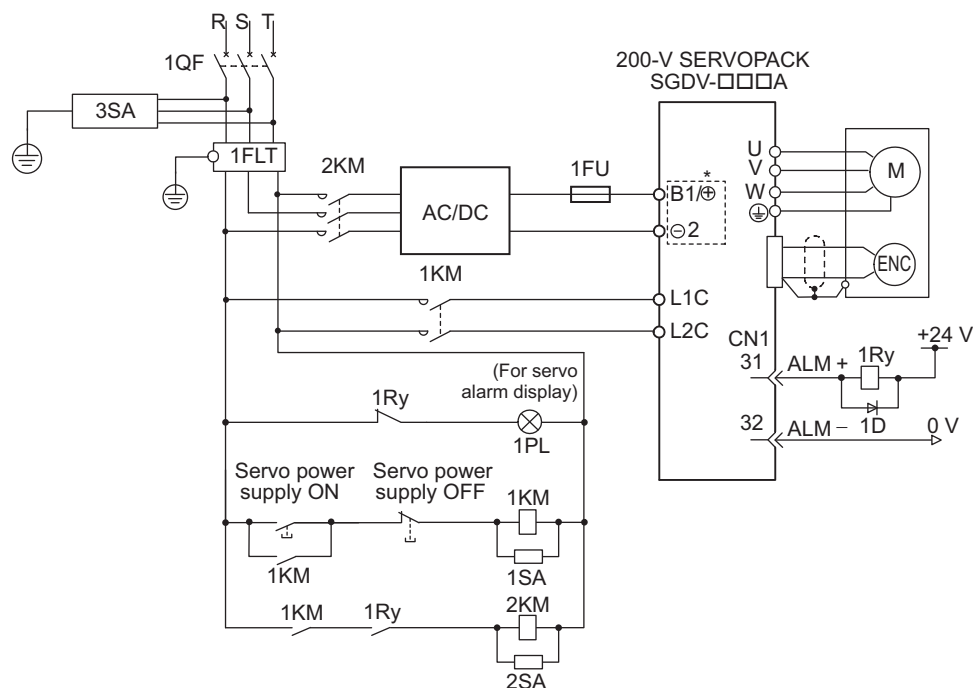 R S T
1QF
3SA
1FLT
2KM
AC/DC
1FU
200-V SERVOPACK
SGDV-□□□A
*
B1/⊕
⊖2
U
V
W
M
ENC
1KM
L1C
L2C
CN1
31
ALM +
1Ry
+24 V
1D
32
ALM −
0 V
(For servo
alarm display)
1Ry
1PL
Servo power
supply ON
Servo power
supply OFF
1KM
1KM
1SA
1KM
1Ry
2KM
2SA